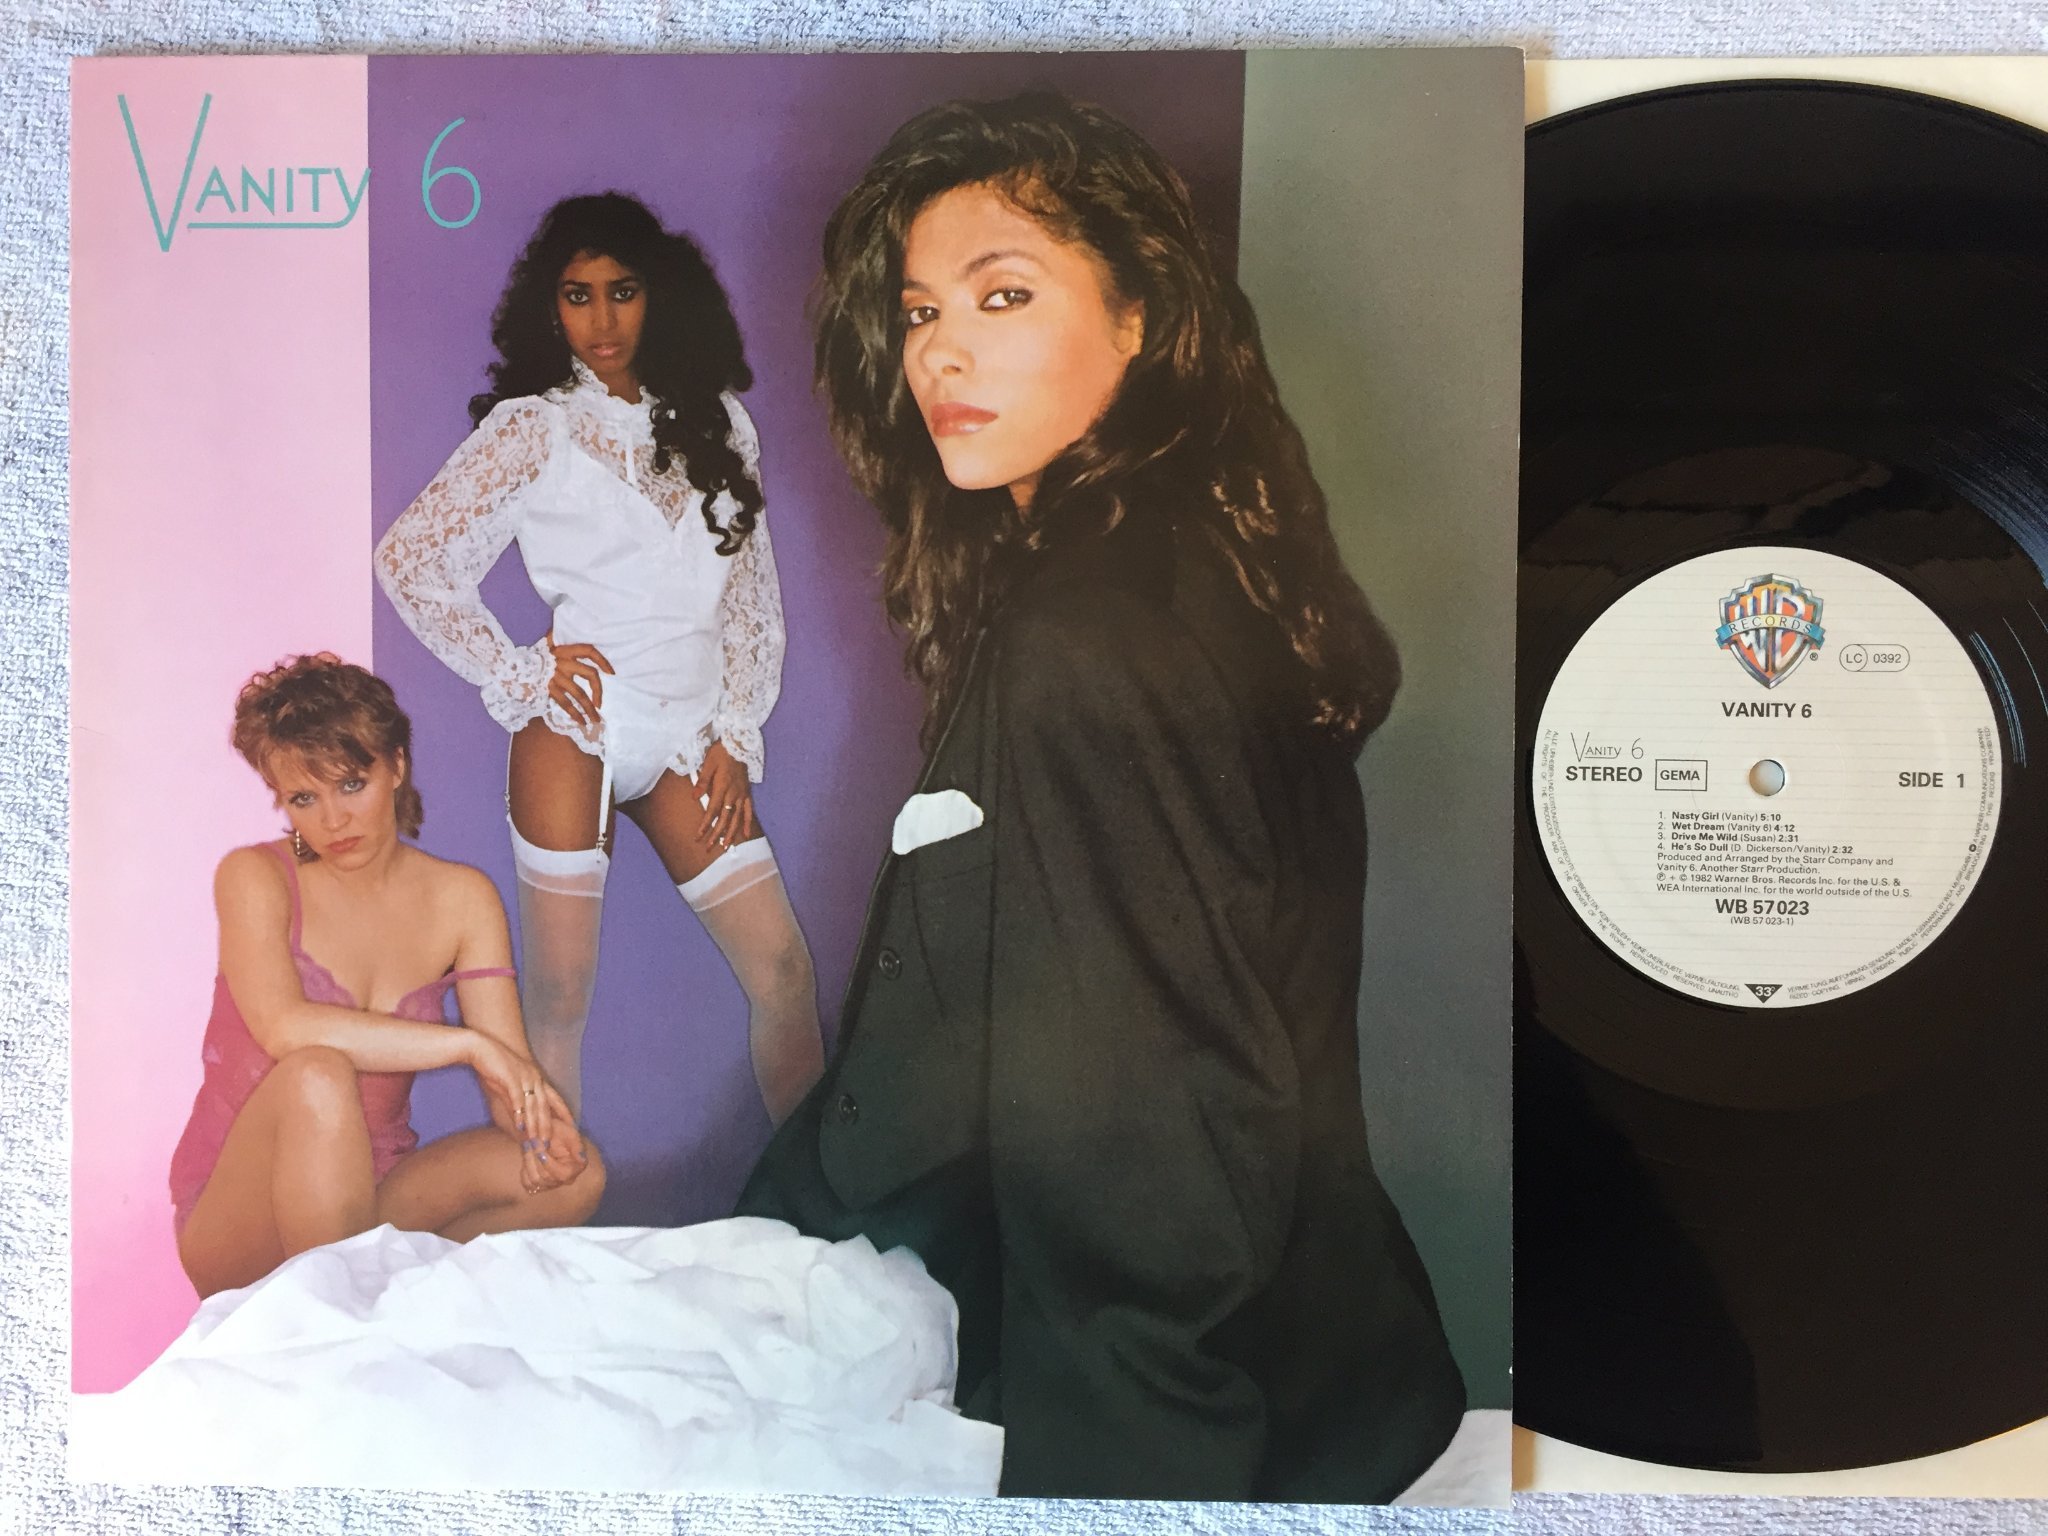 VANITY 6
WB
RECORDS
®
LC 0392
VANITY 6
VANITY 6
STEREO GEMA SIDE 1
1. Nasty Girl (Vanity) 5:10
2. Wet Dream (Vanity 6) 4:12
3. Drive Me Wild (Susan) 2:31
4. He's So Dull (D. Dickerson/Vanity) 2:32
Produced and Arranged by the Starr Company and
Vanity 6. Another Starr Production.
℗ + © 1982 Warner Bros. Records Inc. for the U.S. &
WEA International Inc. for the world outside of the U.S.
WB 57 023
(WB 57 023-1)
33